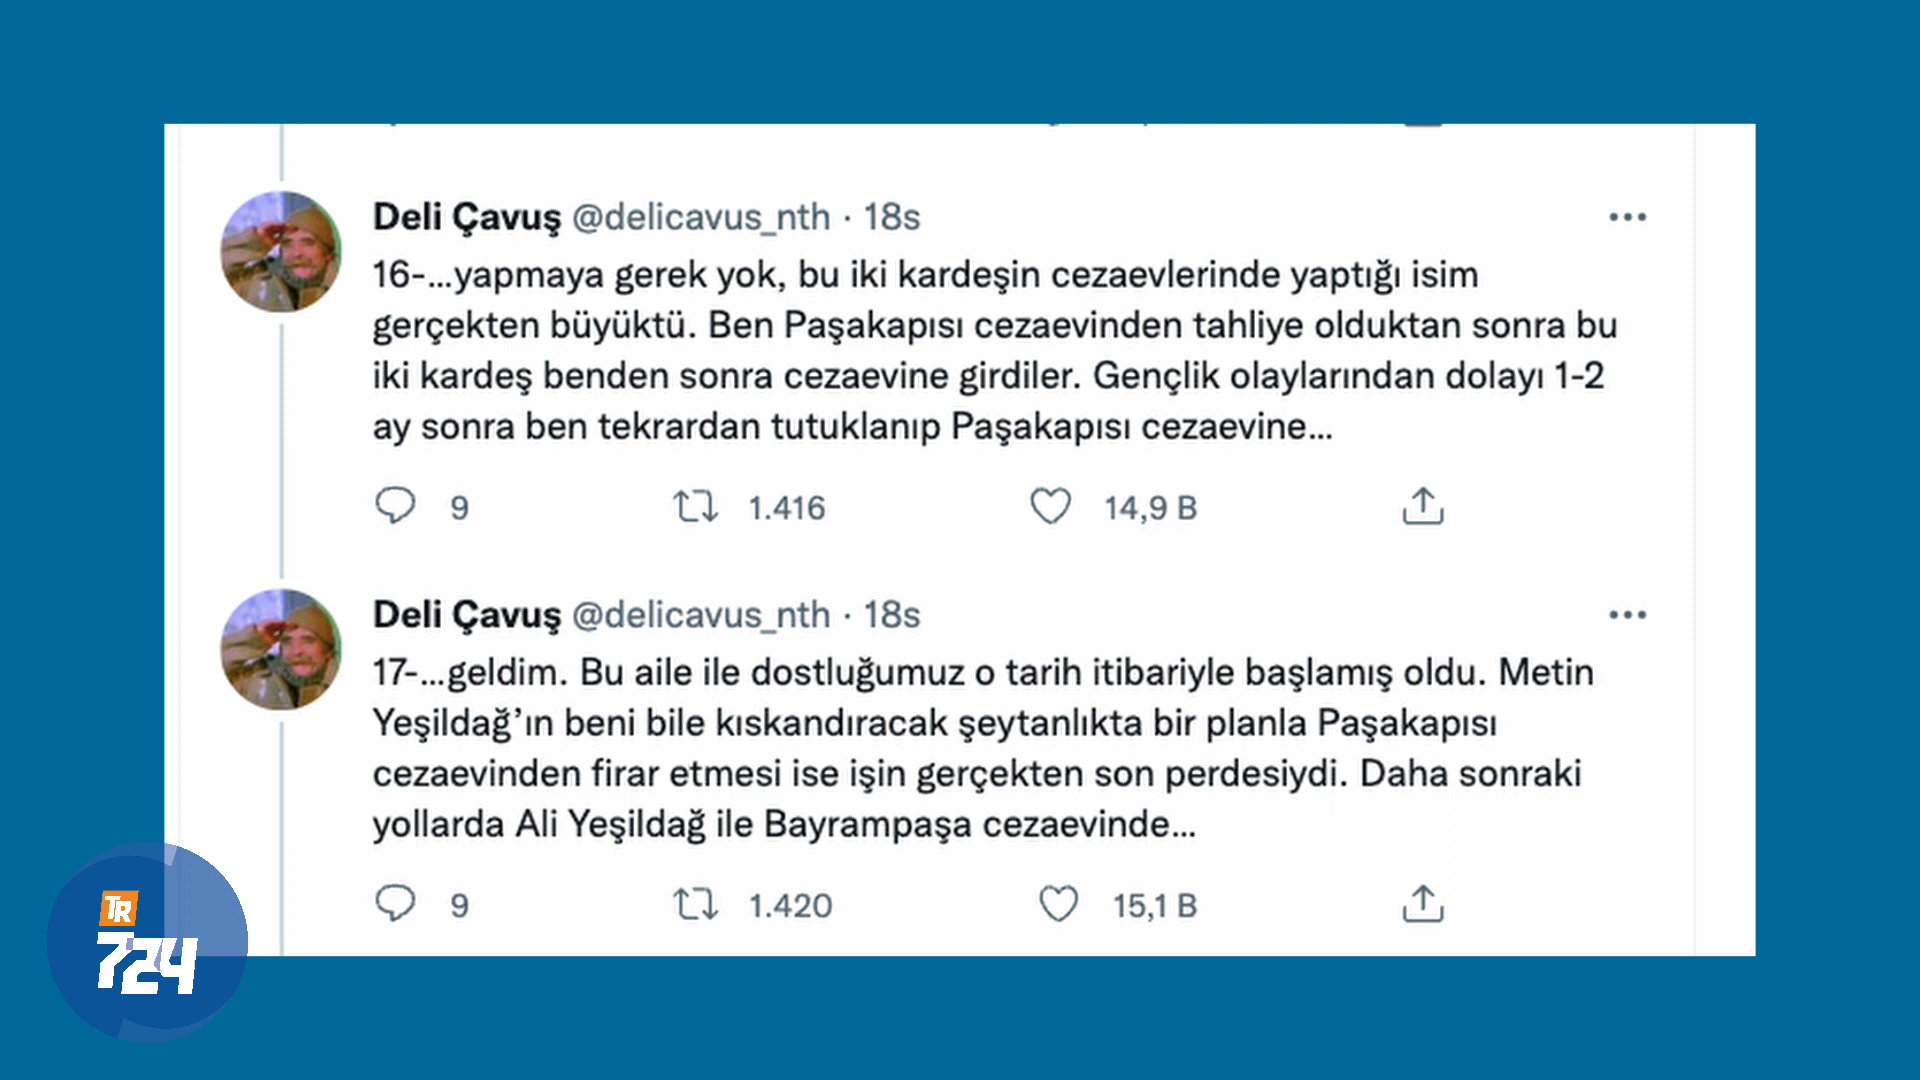 Deli Çavuş @delicavus_nth · 18s
16-...yapmaya gerek yok, bu iki kardeşin cezaevlerinde yaptığı isim
gerçekten büyüktü. Ben Paşakapısı cezaevinden tahliye olduktan sonra bu
iki kardeş benden sonra cezaevine girdiler. Gençlik olaylarından dolayı 1-2
ay sonra ben tekrardan tutuklanıp Paşakapısı cezaevine...
9 1.416 14,9 B
Deli Çavuş @delicavus_nth · 18s
17-...geldim. Bu aile ile dostluğumuz o tarih itibariyle başlamış oldu. Metin
Yeşildağ’ın beni bile kıskandıracak şeytanlıkta bir planla Paşakapısı
cezaevinden firar etmesi ise işin gerçekten son perdesiydi. Daha sonraki
yollarda Ali Yeşildağ ile Bayrampaşa cezaevinde...
9 1.420 15,1 B
TR
724